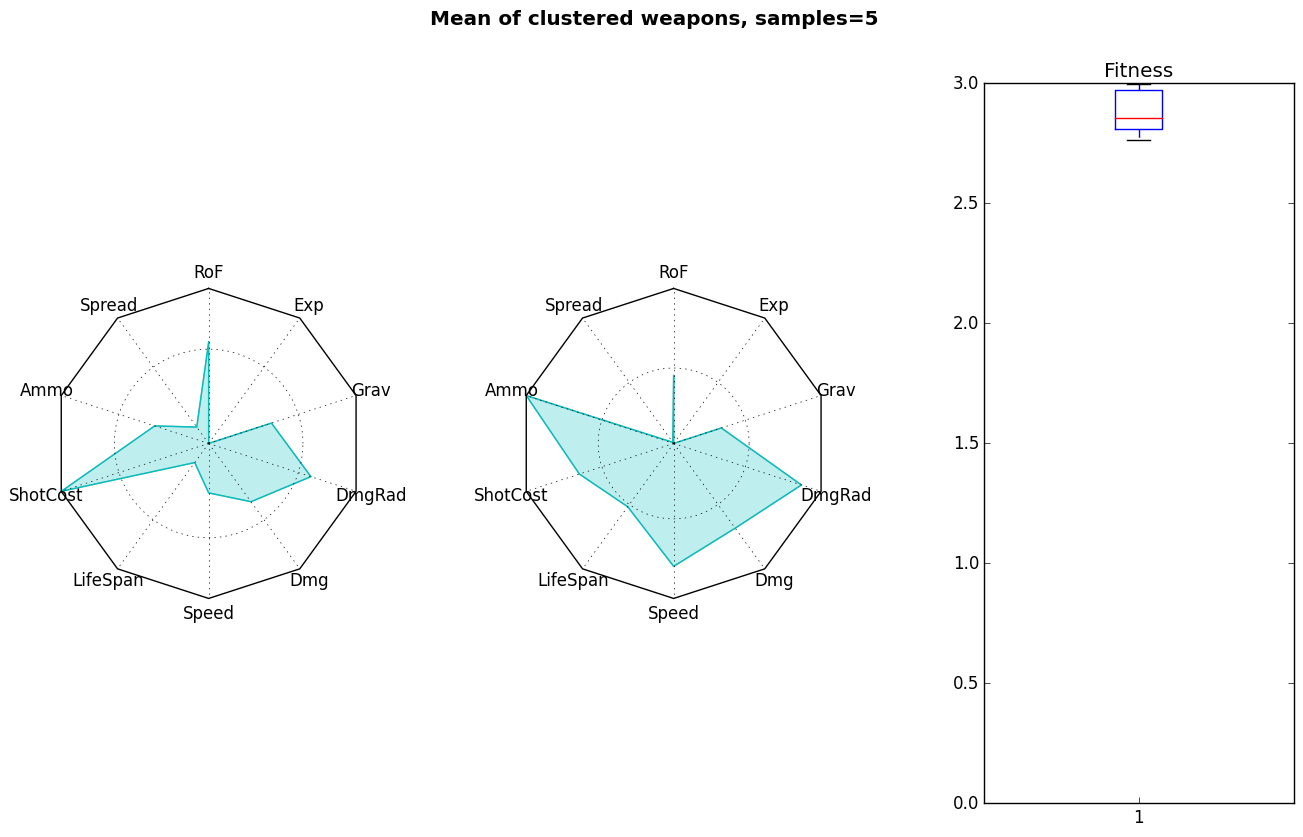 Mean of clustered weapons, samples=5
RoF
Exp
Grav
DmgRad
Dmg
Speed
LifeSpan
ShotCost
Ammo
Spread
RoF
Exp
Grav
DmgRad
Dmg
Speed
LifeSpan
ShotCost
Ammo
Spread
Fitness
3.0
2.5
2.0
1.5
1.0
0.5
0.0
1